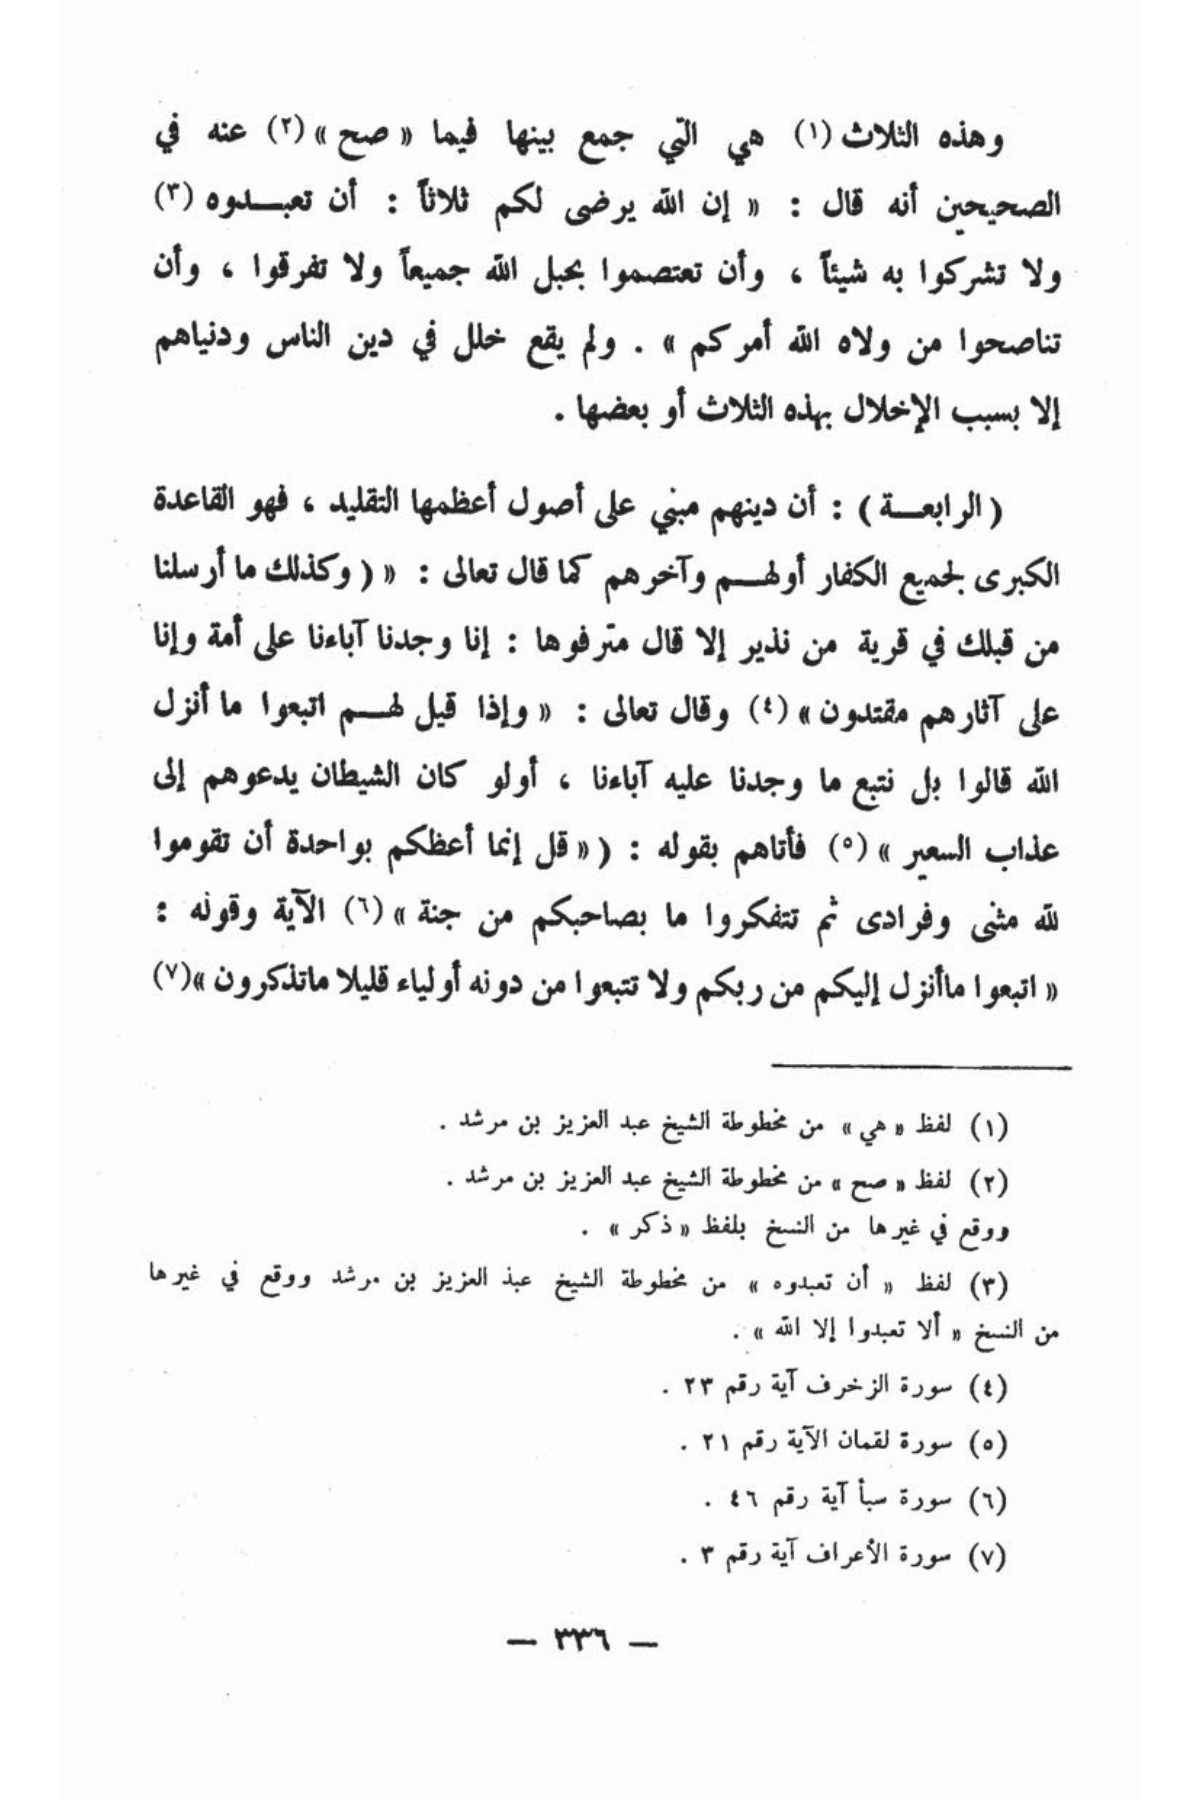 وهذه الثلاث (١) هي التي جمع بينها فيما « صح » (٢) عنه في
الصحيحين أنه قال : « إن الله يرضى لكم ثلاثاً : أن تعبـــدوه (٣)
ولا تشركوا به شيئاً ، وأن تعتصموا بحبل الله جميعاً ولا تفرقوا ، وأن
تناصحوا من ولاه الله أمركم » . ولم يقع خلل في دين الناس ودنياهم
إلا بسبب الإخلال بهذه الثلاث أو بعضها .
( الرابعـــة ) : أن دينهم مبني على أصول أعظمها التقليد ، فهو القاعدة
الكبرى لجميع الكفار أولهـــم وآخرهم كما قال تعالى : « ( وكذلك ما أرسلنا
من قبلك في قرية من نذير إلا قال مترفوها : إنا وجدنا آباءنا على أمة وإنا
على آثارهم مقتدون » (٤) وقال تعالى : « وإذا قيل لهـــم اتبعوا ما أنزل
الله قالوا بل نتبع ما وجدنا عليه آباءنا ، أولو كان الشيطان يدعوهم إلى
عذاب السعير » (٥) فأتاهم بقوله : ( « قل إنما أعظكم بواحدة أن تقوموا
لله مثنى وفرادى ثم تتفكروا ما بصاحبكم من جنة » (٦) الآية وقوله :
« اتبعوا ماأنزل إليكم من ربكم ولا تتبعوا من دونه أولياء قليلا ماتذكرون »(٧)
(١) لفظ « هي » من مخطوطة الشيخ عبد العزيز بن مرشد .
(٢) لفظ « صح » من مخطوطة الشيخ عبد العزيز بن مرشد .
ووقع في غيرها من النسخ بلفظ « ذكر » .
(٣) لفظ « أن تعبدوه » من مخطوطة الشيخ عبد العزيز بن مرشد ووقع في غيرها
من النسخ « ألا تعبدوا إلا الله » .
(٤) سورة الزخرف آية رقم ٢٣ .
(٥) سورة لقمان الآية رقم ٢١ .
(٦) سورة سبأ آية رقم ٤٦ .
(٧) سورة الأعراف آية رقم ٣ .
— ٣٣٦ —